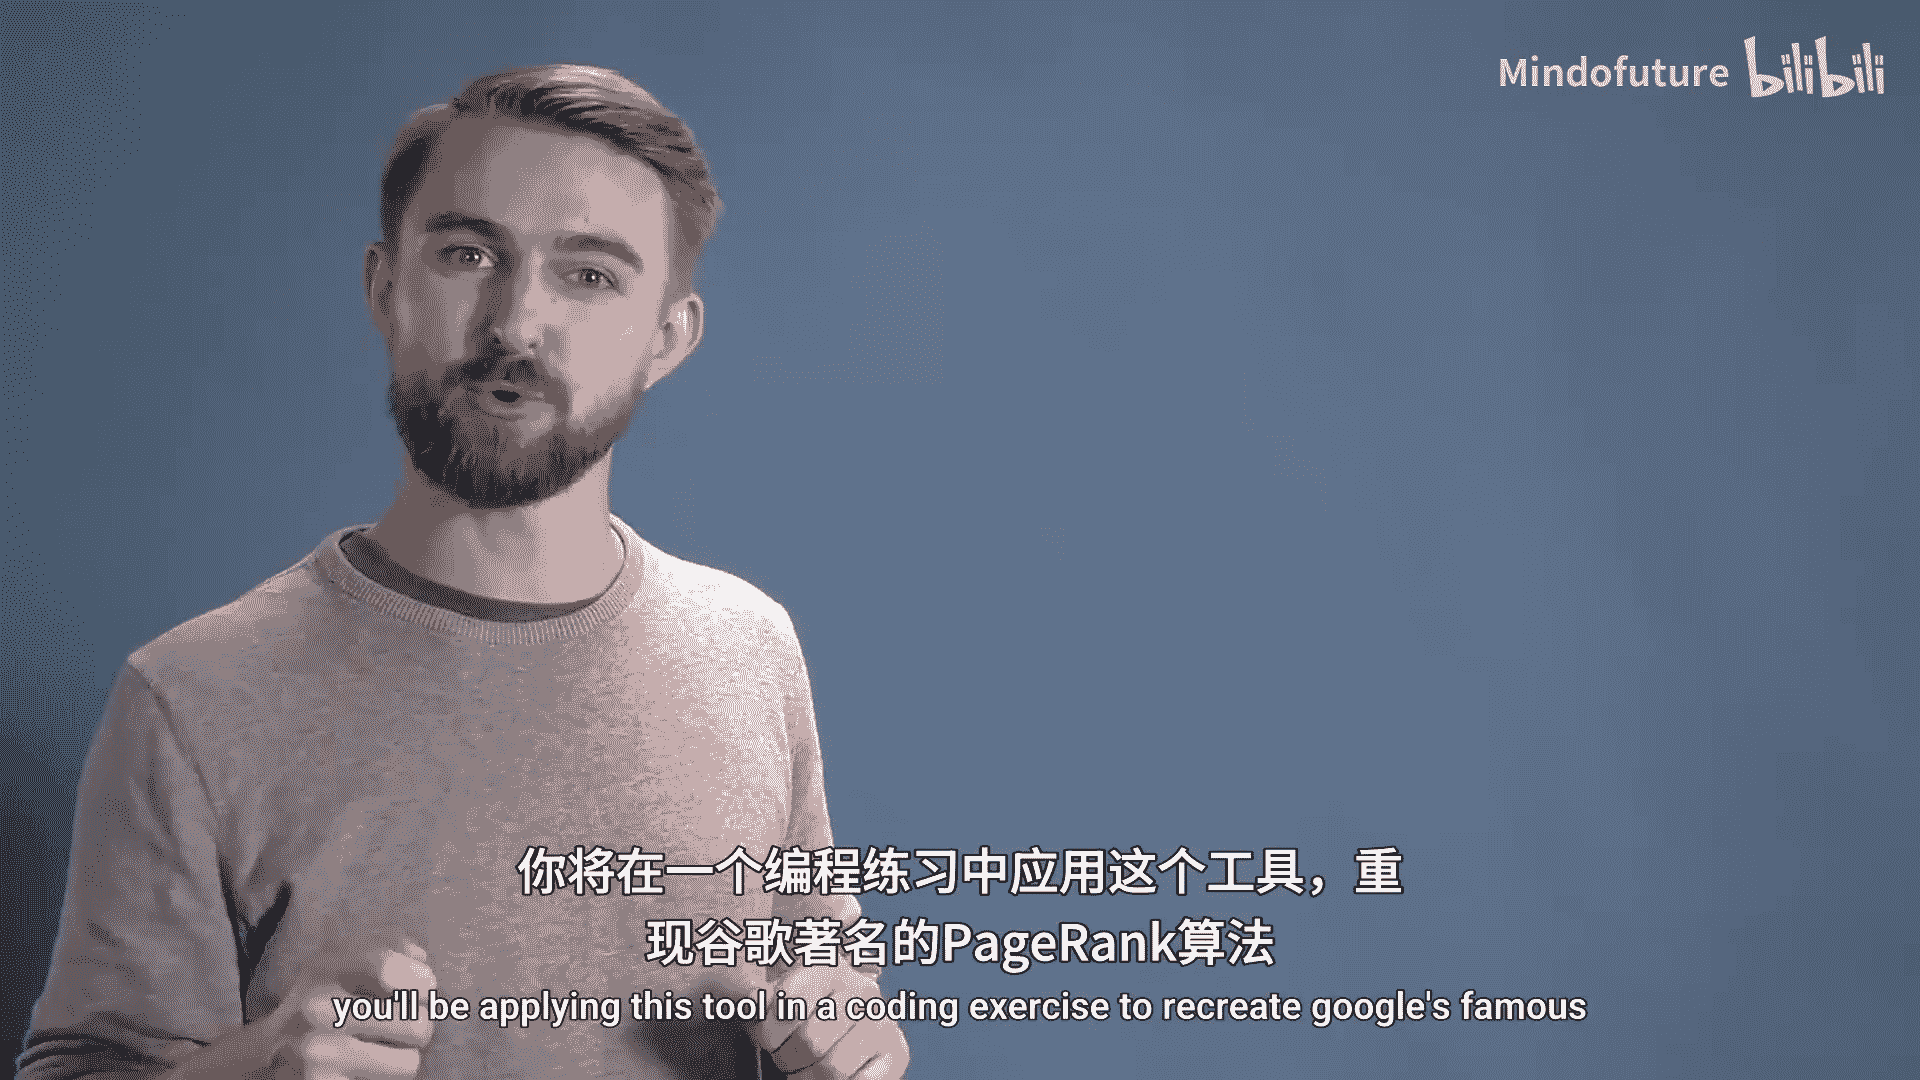 Mindofuture bilibili
你将在一个编程练习中应用这个工具，重
现谷歌著名的PageRank算法
you'll be applying this tool in a coding exercise to recreate google's famous